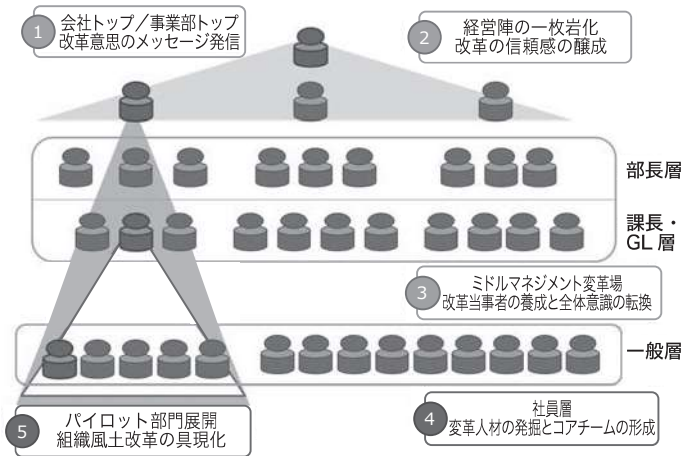 1
会社トップ／事業部トップ
改革意思のメッセージ発信
2
経営陣の一枚岩化
改革の信頼感の醸成
部長層
課長・
GL層
3
ミドルマネジメント変革場
改革当事者の養成と全体意識の転換
一般層
4
社員層
変革人材の発掘とコアチームの形成
5
パイロット部門展開
組織風土改革の具現化